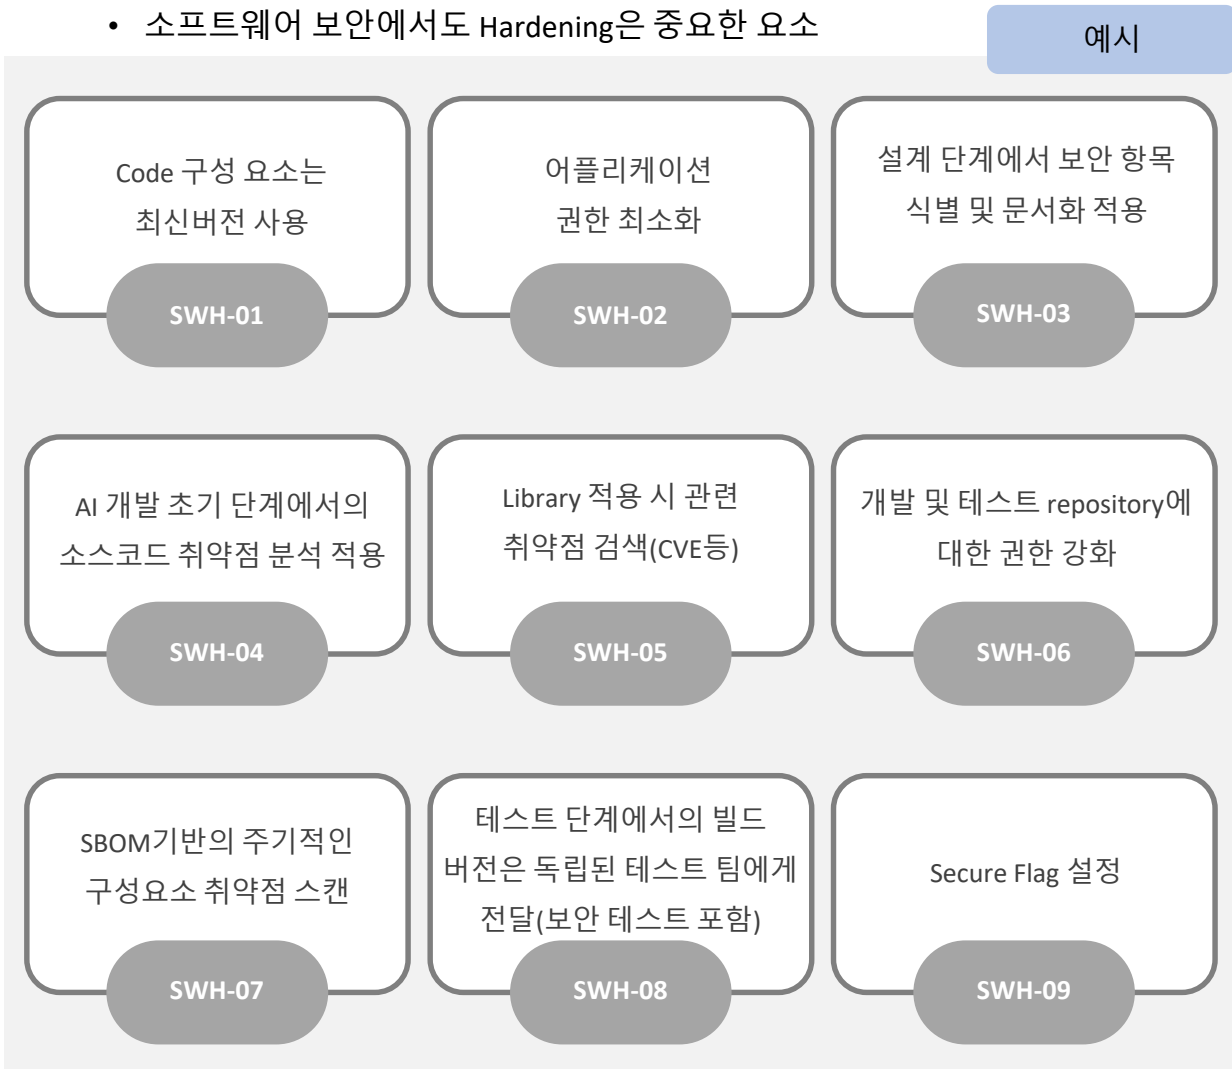 • 소프트웨어 보안에서도 Hardening은 중요한 요소
예시
Code 구성 요소는
최신버전 사용
SWH-01
어플리케이션
권한 최소화
SWH-02
설계 단계에서 보안 항목
식별 및 문서화 적용
SWH-03
AI 개발 초기 단계에서의
소스코드 취약점 분석 적용
SWH-04
Library 적용 시 관련
취약점 검색(CVE등)
SWH-05
개발 및 테스트 repository에
대한 권한 강화
SWH-06
SBOM기반의 주기적인
구성요소 취약점 스캔
SWH-07
테스트 단계에서의 빌드
버전은 독립된 테스트 팀에게
전달(보안 테스트 포함)
SWH-08
Secure Flag 설정
SWH-09